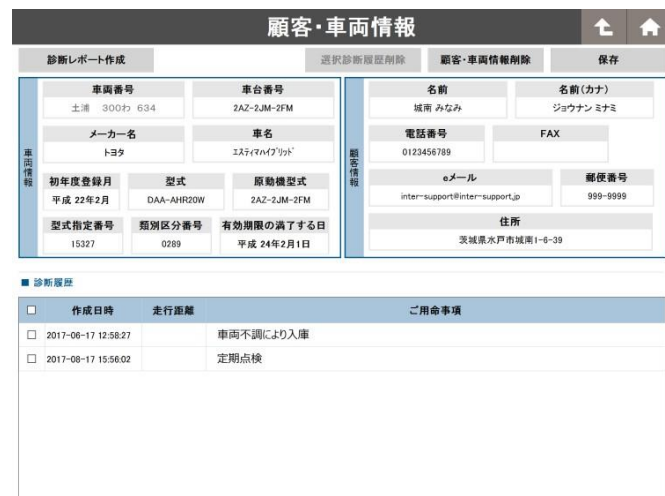 顧客・車両情報
診断レポート作成
選択診断履歴削除
顧客・車両情報削除
保存
車両情報
車両番号
土浦 300わ 634
車台番号
2AZ-2JM-2FM
メーカー名
トヨタ
車名
エスティマハイブリッド
初年度登録月
平成 22年2月
型式
DAA-AHR20W
原動機型式
2AZ-2JM-2FM
型式指定番号
15327
類別区分番号
0289
有効期限の満了する日
平成 24年2月1日
顧客情報
名前
城南 みなみ
名前(カナ)
ジョウナン ミナミ
電話番号
0123456789
FAX
eメール
inter-support@inter-support.jp
郵便番号
999-9999
住所
茨城県水戸市城南1-6-39
■ 診断履歴
作成日時 走行距離 ご用命事項
2017-06-17 12:58:27 車両不調により入庫
2017-08-17 15:56:02 定期点検